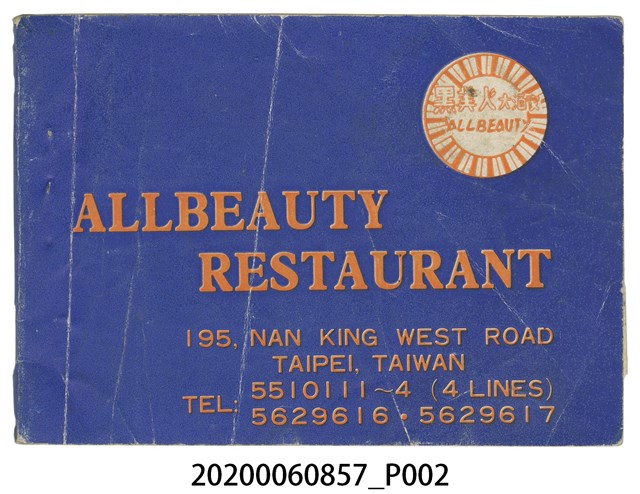 黑美人大酒家
ALLBEAUTY
ALLBEAUTY
RESTAURANT
195, NAN KING WEST ROAD
TAIPEI, TAIWAN
TEL: 5510111~4 (4 LINES)
5629616・5629617
20200060857_P002